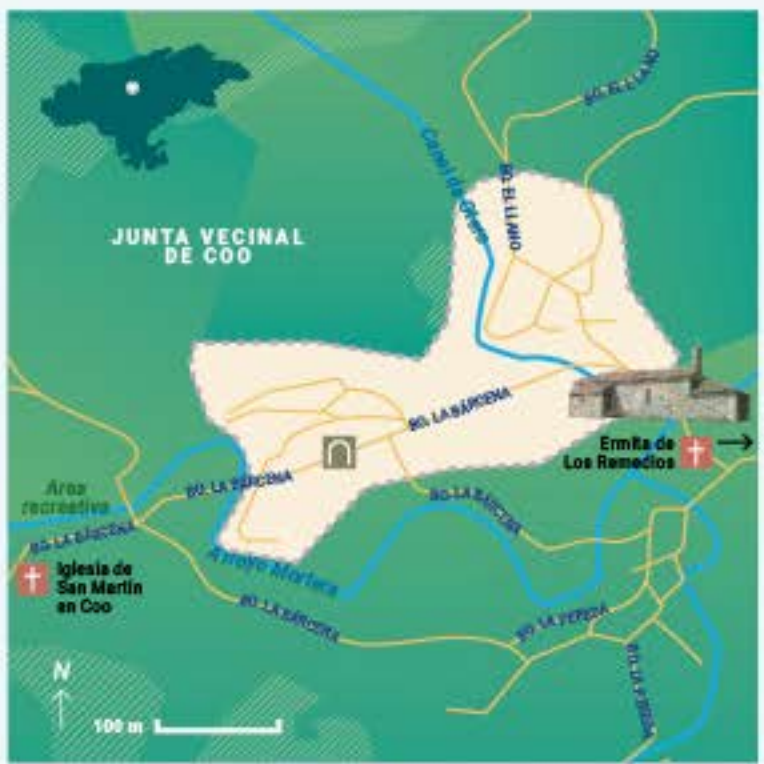 BO. EL LLANO
BO. EL LLANO
JUNTA VECINAL
DE COO
BO. LA BÁRCENA
Ermita de
Los Remedios
BO. LA BÁRCENA
BO. LA BÁRCENA
Área
recreativa
BO. LA BÁRCENA
Iglesia de
San Martín
en Coo
Arroyo Mortera
BO. LA BÁRCENA
BO. LA
BO. LA
N
100 m
Canal de